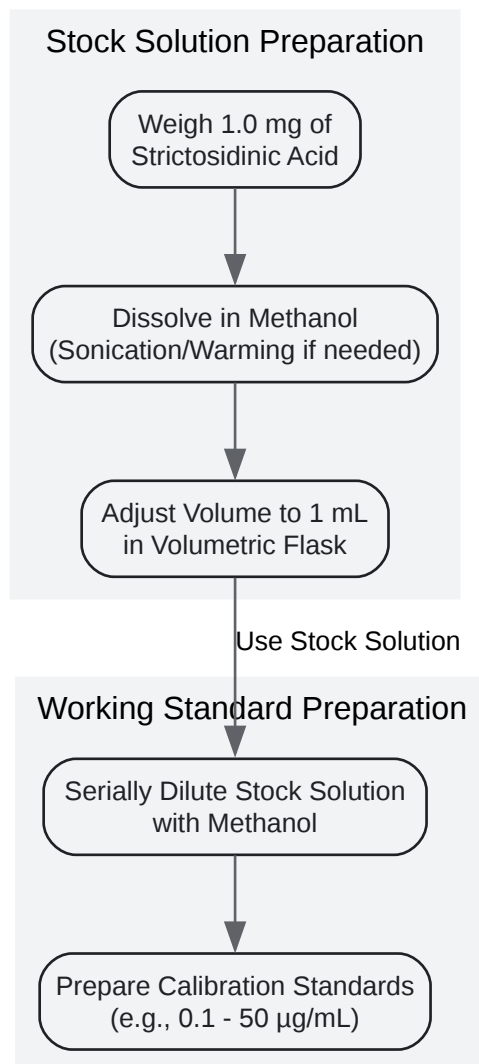 Stock Solution Preparation
Weigh 1.0 mg of
Strictosidinic Acid
Dissolve in Methanol
(Sonication/Warming if needed)
Adjust Volume to 1 mL
in Volumetric Flask
Use Stock Solution
Working Standard Preparation
Serially Dilute Stock Solution
with Methanol
Prepare Calibration Standards
(e.g., 0.1 - 50 µg/mL)